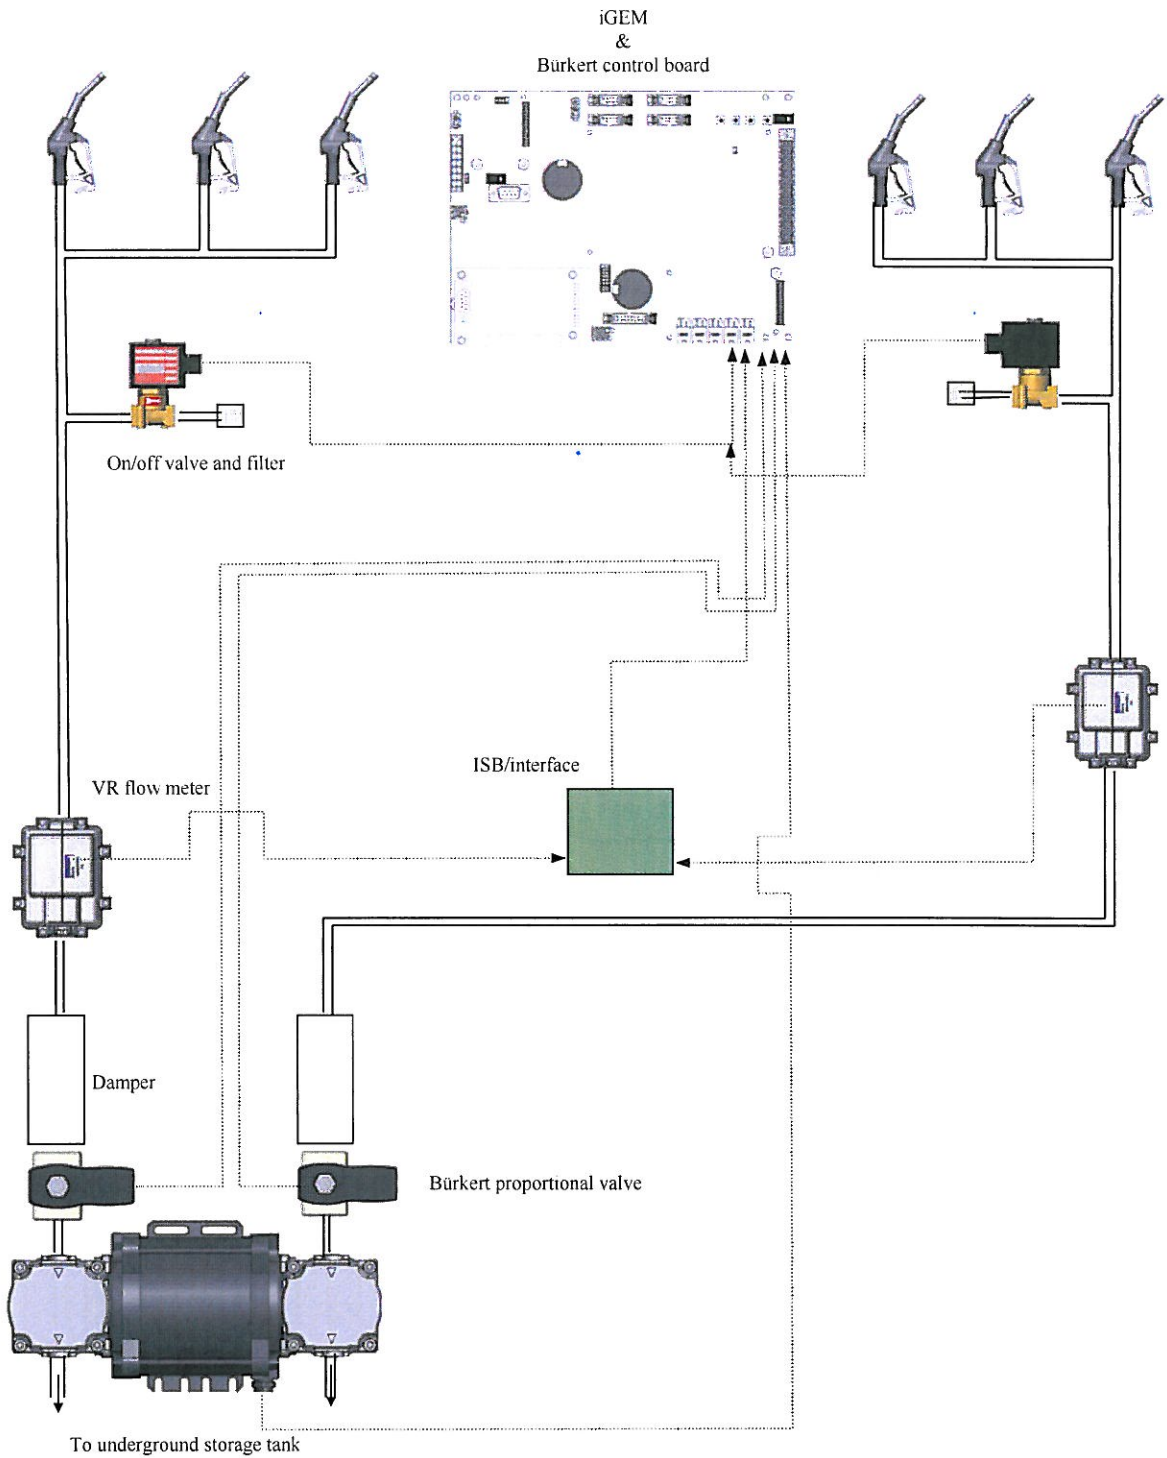 iGEM
&
Bürkert control board
On/off valve and filter
ISB/interface
VR flow meter
Damper
Bürkert proportional valve
To underground storage tank